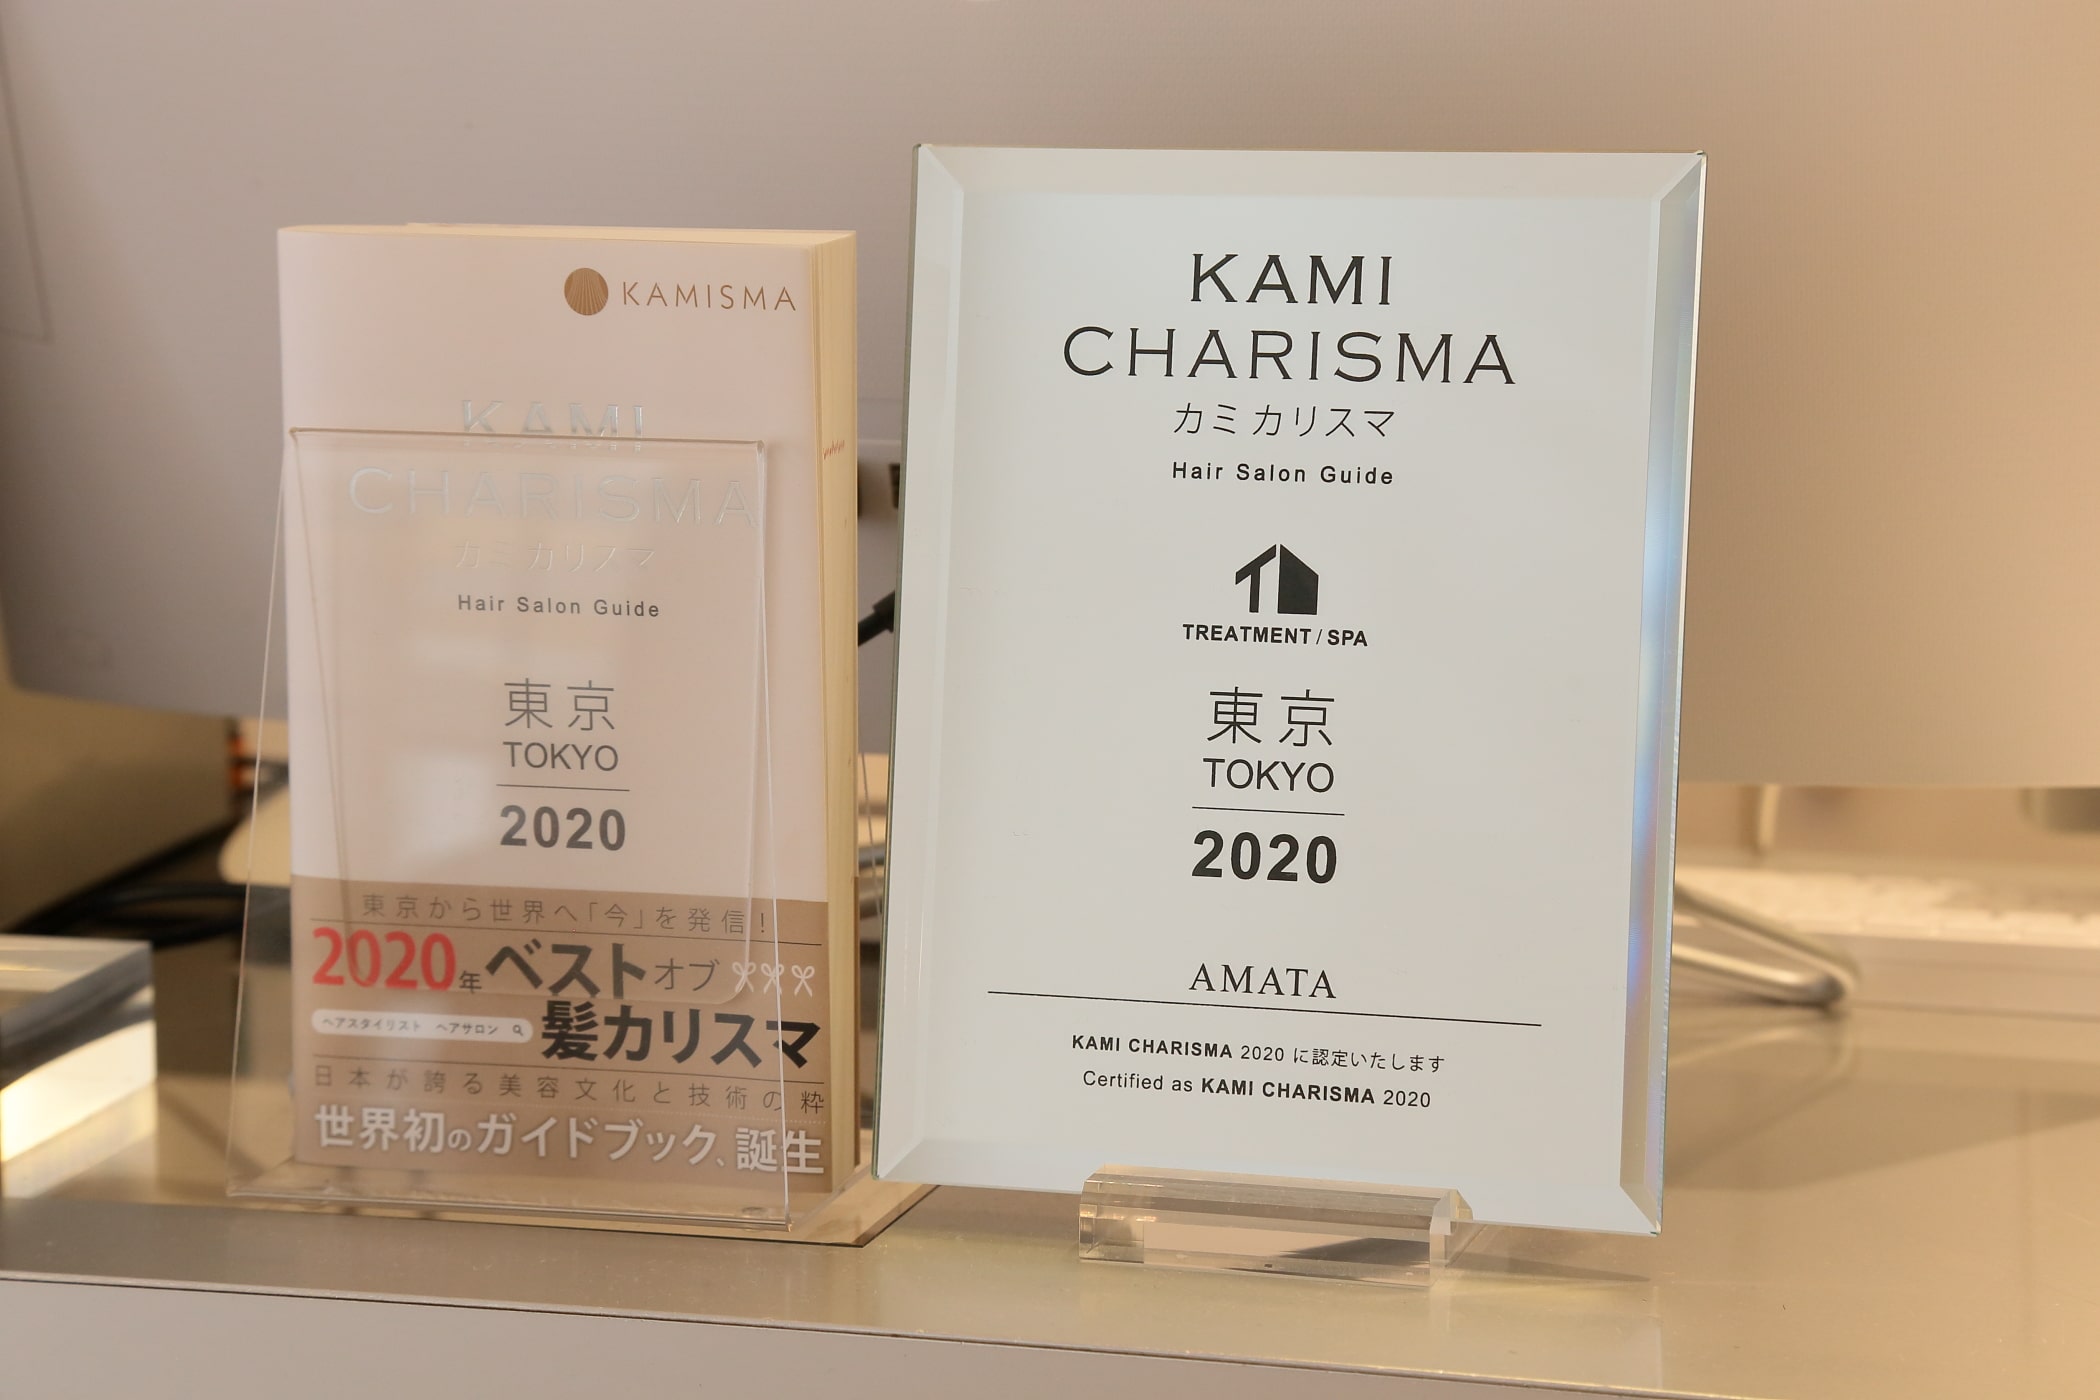 KAMISMA
KAMI
CHARISMA
カミカリスマ
Hair Salon Guide
東京
TOKYO
2020
東京から世界へ「今」を発信!
2020年ベストオブ
ヘアスタイリスト ヘアサロン
髪カリスマ
日本が誇る美容文化と技術の粋
世界初のガイドブック、誕生
KAMI
CHARISMA
カミカリスマ
Hair Salon Guide
TREATMENT / SPA
東京
TOKYO
2020
AMATA
KAMI CHARISMA 2020 に認定いたします
Certified as KAMI CHARISMA 2020